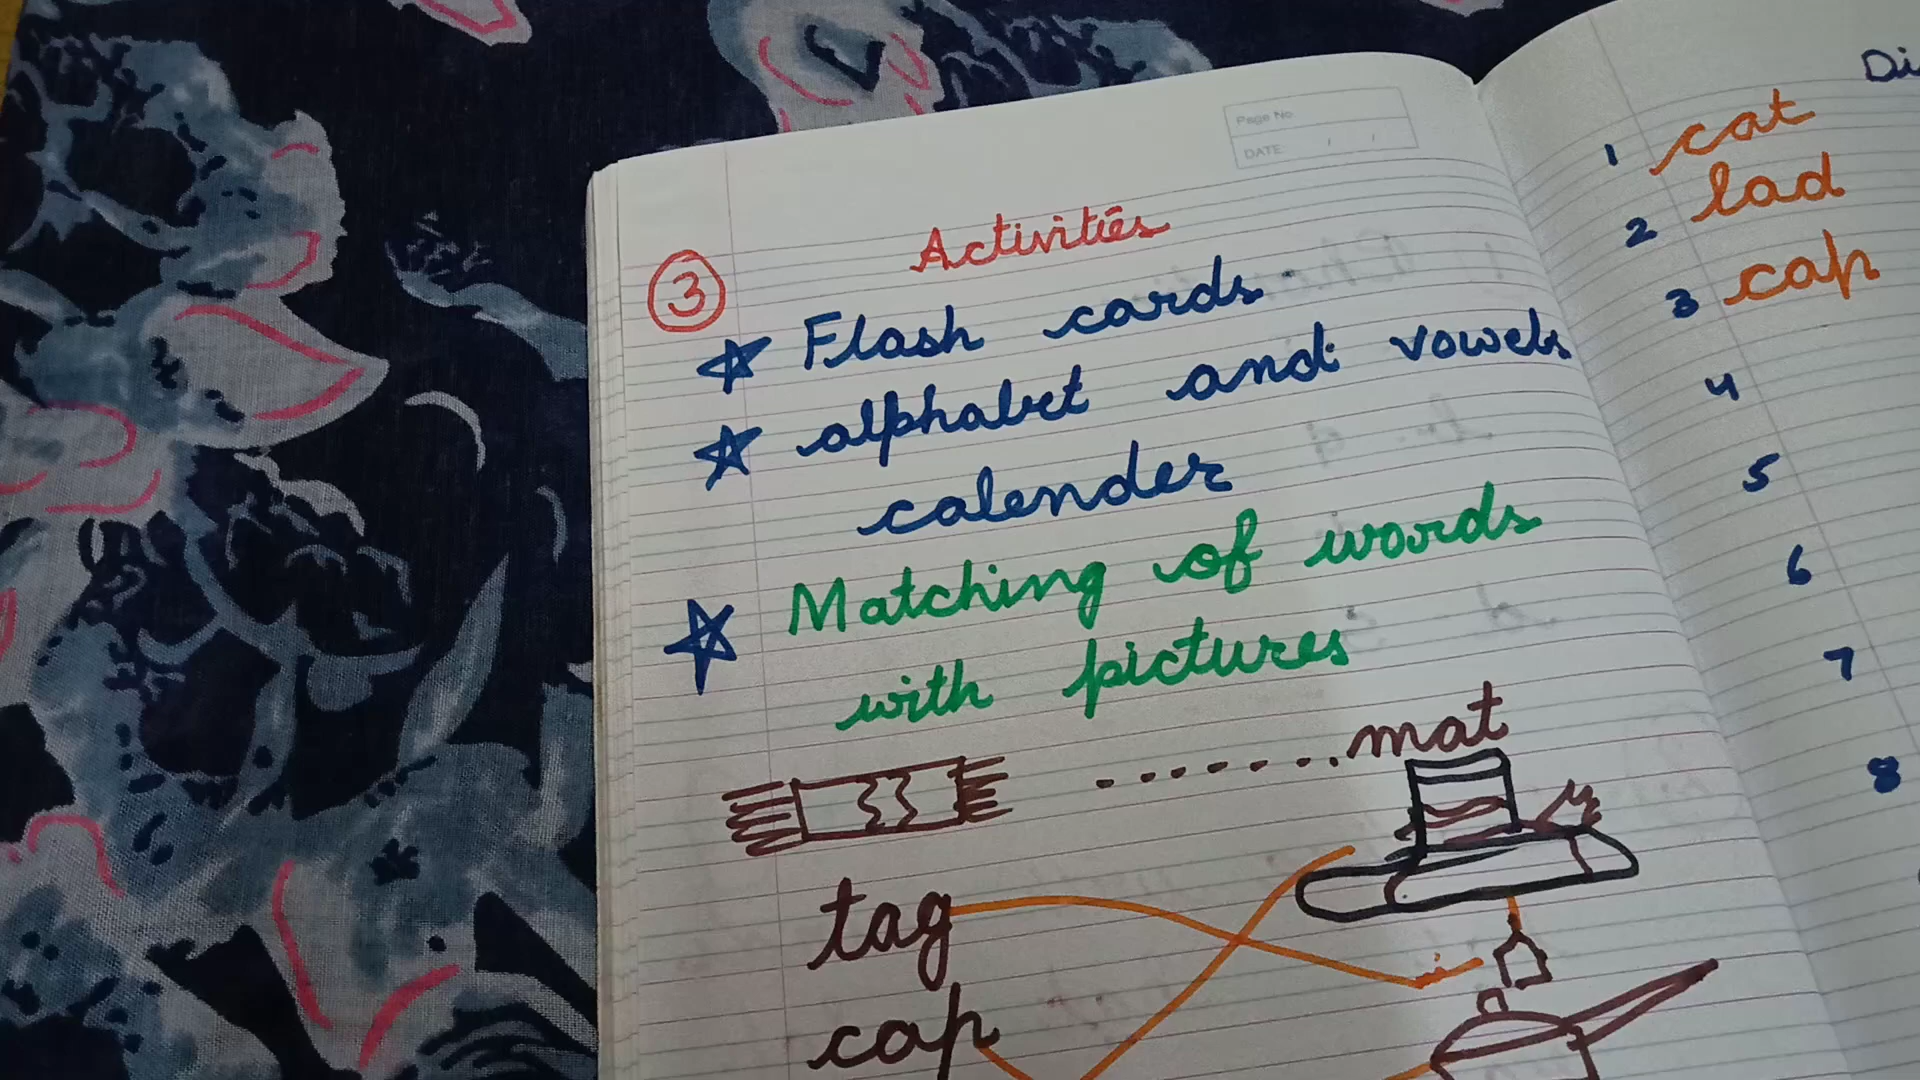 Page No
DATE: / /
Activities
3
Flash cards
alphabet and vowels
calender
Matching of words
with pictures
mat
tag
cap
1 cat
2 lad
3 cap
4
5
6
7
8